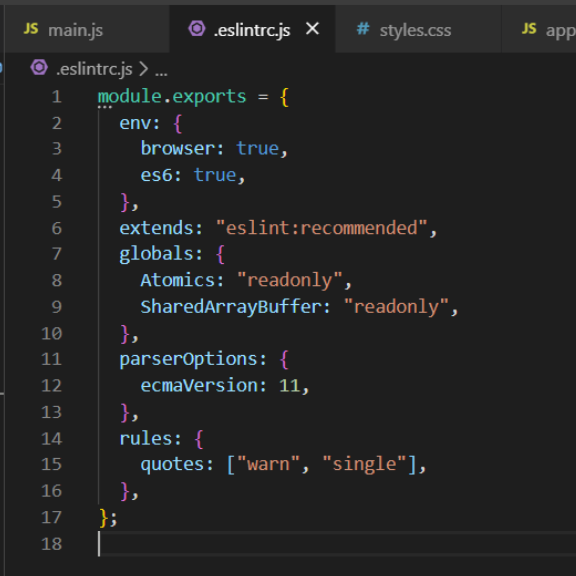 JS main.js .eslintrc.js × # styles.css JS app
.eslintrc.js > ...
1 module.exports = {
2   env: {
3     browser: true,
4     es6: true,
5   },
6   extends: "eslint:recommended",
7   globals: {
8     Atomics: "readonly",
9     SharedArrayBuffer: "readonly",
10   },
11   parserOptions: {
12     ecmaVersion: 11,
13   },
14   rules: {
15     quotes: ["warn", "single"],
16   },
17 };
18